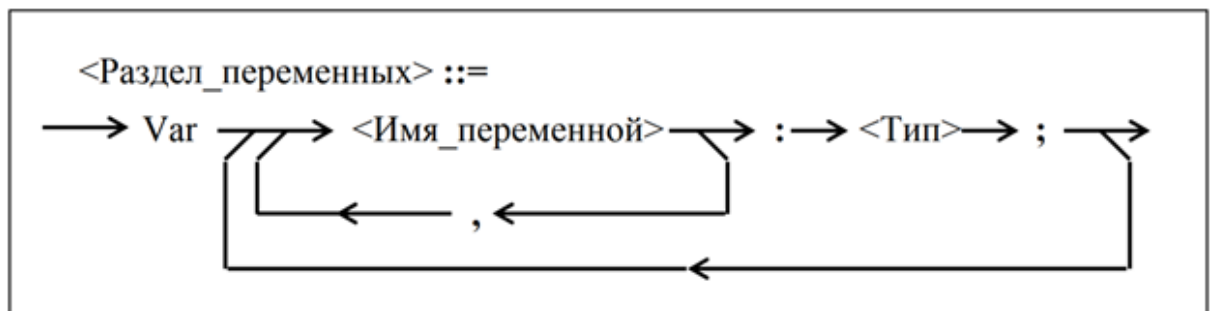 <Раздел_переменных> ::=
Var <Имя_переменной> : <Тип> ;
,